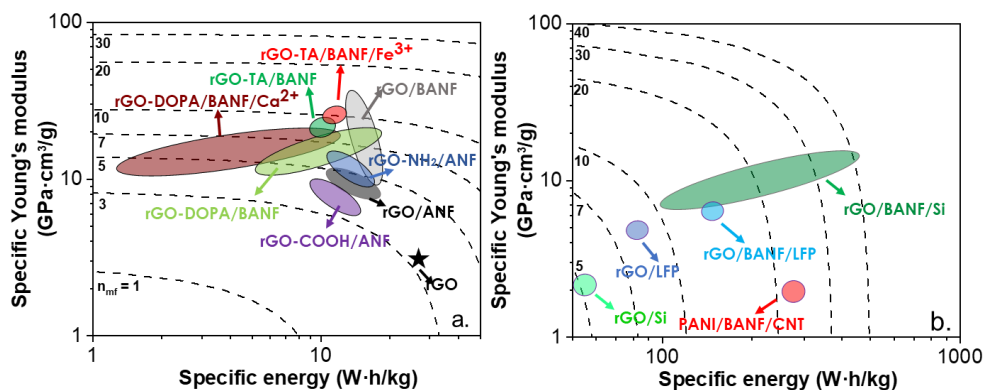 100
30
20
10
7
5
3
n_mf = 1
10
1
1
10
Specific Young's modulus
(GPa·cm³/g)
Specific energy (W·h/kg)
rGO-TA/BANF/Fe³⁺
rGO-TA/BANF
rGO/BANF
rGO-DOPA/BANF/Ca²⁺
rGO-NH₂/ANF
rGO-DOPA/BANF
rGO/ANF
rGO-COOH/ANF
rGO
a.
100
40
30
20
10
7
5
10
1
100
1000
Specific Young's modulus
(GPa·cm³/g)
Specific energy (W·h/kg)
rGO/BANF/Si
rGO/BANF/LFP
rGO/LFP
rGO/Si
PANI/BANF/CNT
b.